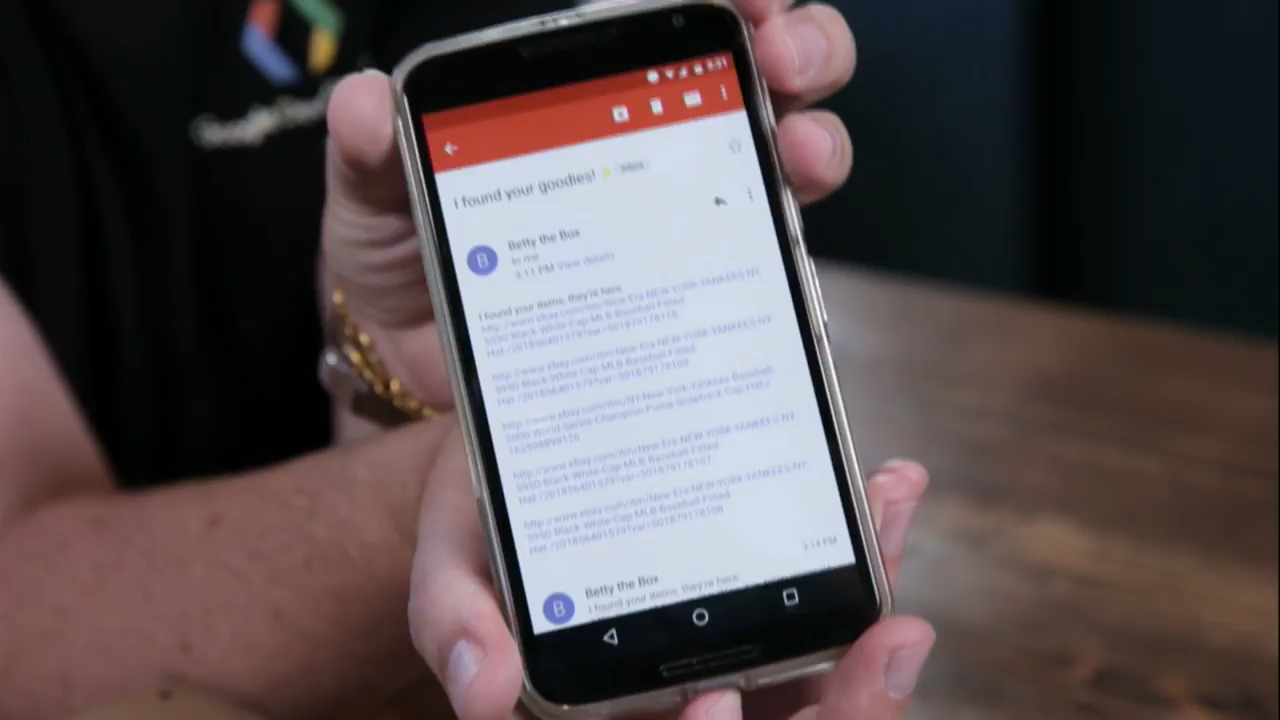 Google
5:21
I found your goodies! Inbox
Betty the Box
to me
3:11 PM View details
I found your items, they're here
http://www.ebay.com/itm/New-Era-NEW-YORK-YANKEES-NY-
5950-Black-White-Cap-MLB-Baseball-Fitted-
Hat-/201856401579?var=501879178110
http://www.ebay.com/itm/New-Era-NEW-YORK-YANKEES-NY-
5950-Black-White-Cap-MLB-Baseball-Fitted-
Hat-/201856401579?var=501879178109
http://www.ebay.com/itm/NY-New-York-Yankees-Baseball-
2000-World-Series-Champion-Puma-Snapback-Cap-Hat-/
162598899126
http://www.ebay.com/itm/New-Era-NEW-YORK-YANKEES-NY-
5950-Black-White-Cap-MLB-Baseball-Fitted-
Hat-/201856401579?var=501879178107
http://www.ebay.com/itm/New-Era-NEW-YORK-YANKEES-NY-
5950-Black-White-Cap-MLB-Baseball-Fitted-
Hat-/201856401579?var=501879178108
3:14 PM
B
Betty the Box
I found your items, they're here